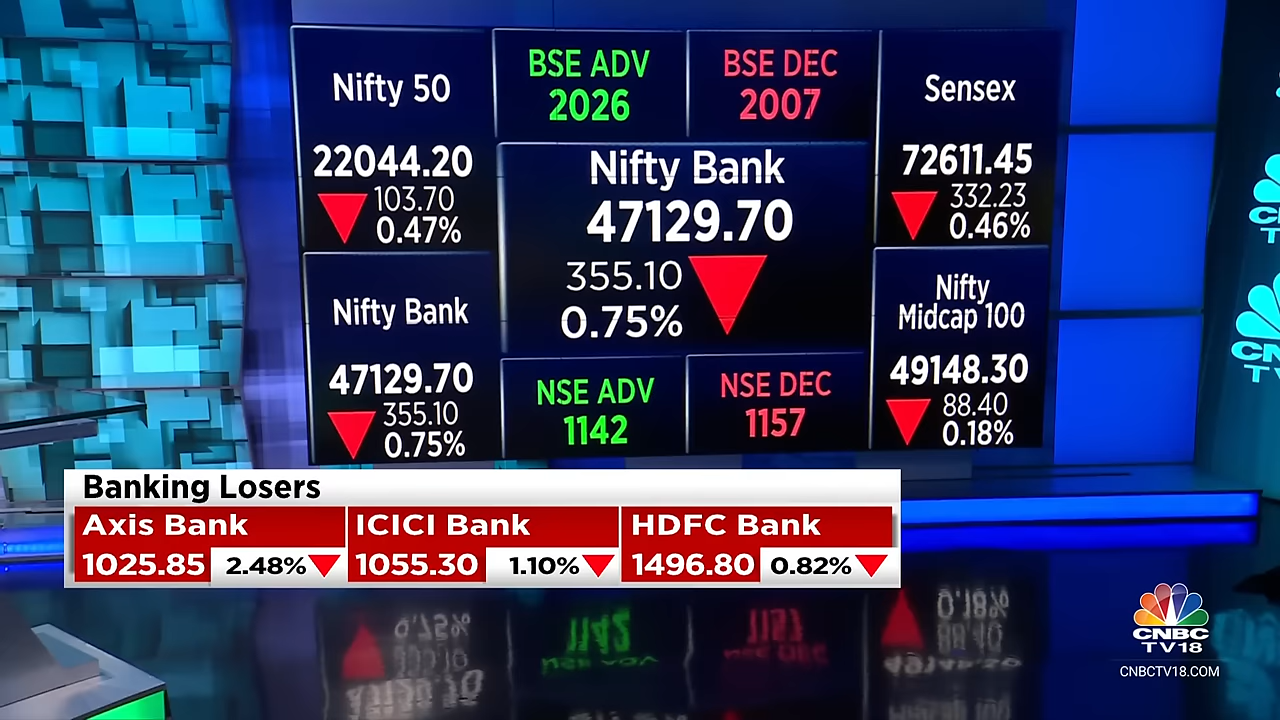 Nifty 50
22044.20
103.70
0.47%
BSE ADV
2026
BSE DEC
2007
Sensex
72611.45
332.23
0.46%
Nifty Bank
47129.70
355.10
0.75%
Nifty Bank
47129.70
355.10
0.75%
NSE ADV
1142
NSE DEC
1157
Nifty
Midcap 100
49148.30
88.40
0.18%
Banking Losers
Axis Bank
1025.85 2.48%
ICICI Bank
1055.30 1.10%
HDFC Bank
1496.80 0.82%
CNBC
TV18
CNBCTV18.COM